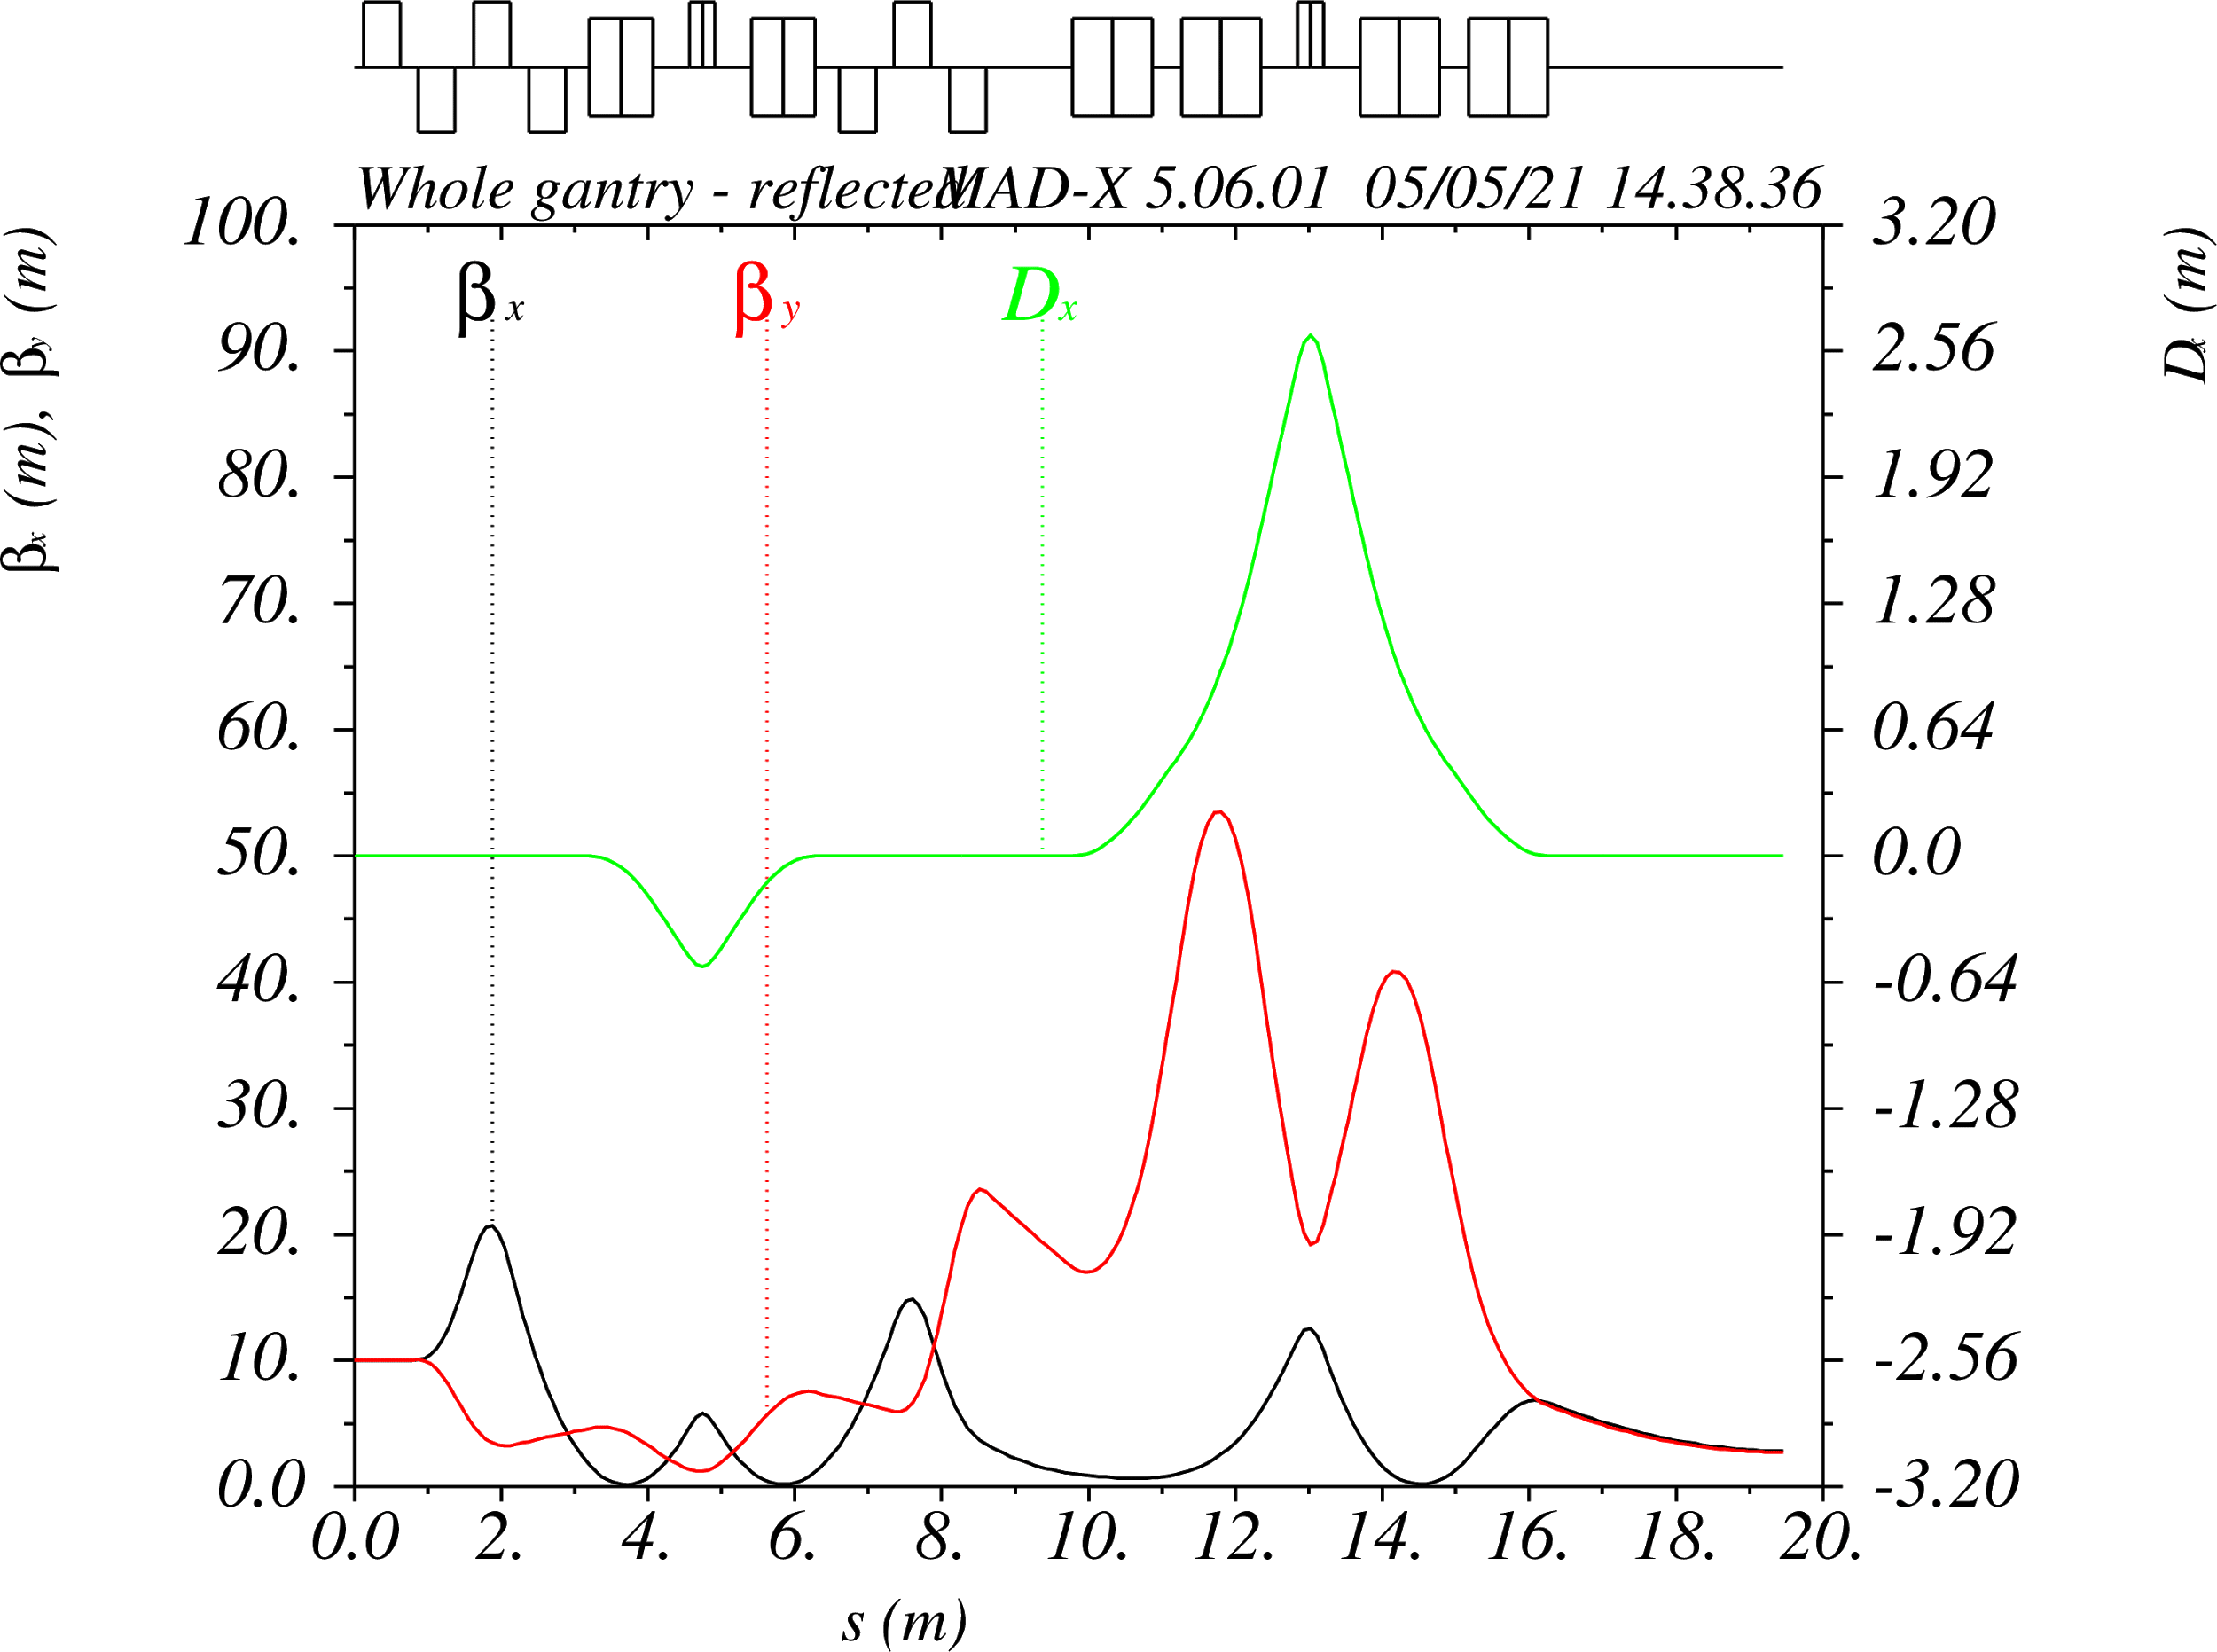 Whole gantry - reflected MAD-X 5.06.01 05/05/21 14.38.36
βx (m), βy (m)
Dx (m)
βx βy Dx
100. 3.20
90. 2.56
80. 1.92
70. 1.28
60. 0.64
50. 0.0
40. -0.64
30. -1.28
20. -1.92
10. -2.56
0.0 -3.20
0.0 2. 4. 6. 8. 10. 12. 14. 16. 18. 20.
s (m)